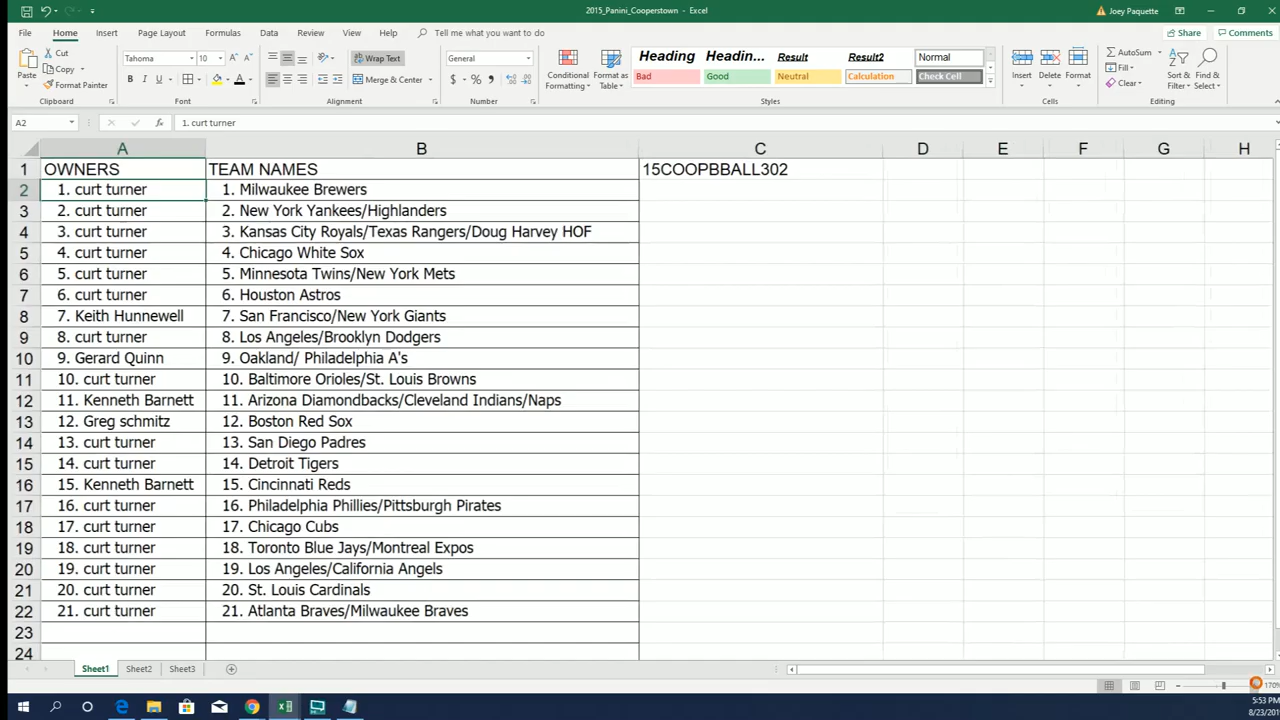 2015_Panini_Cooperstown - Excel
Joey Paquette
File Home Insert Page Layout Formulas Data Review View Help Tell me what you want to do
Share Comments
Paste Cut Copy Format Painter
Tahoma 10
Wrap Text
Merge & Center
General
Conditional Formatting
Format as Table
Heading Headin... Result Result2 Normal
Bad Good Neutral Calculation Check Cell
Insert Delete Format
AutoSum Fill Clear
Sort & Filter Find & Select
Clipboard Font Alignment Number Styles Cells Editing
A2 fx 1. curt turner
A B C D E F G H
1 OWNERS TEAM NAMES 15COOPBBALL302
2 1. curt turner 1. Milwaukee Brewers
3 2. curt turner 2. New York Yankees/Highlanders
4 3. curt turner 3. Kansas City Royals/Texas Rangers/Doug Harvey HOF
5 4. curt turner 4. Chicago White Sox
6 5. curt turner 5. Minnesota Twins/New York Mets
7 6. curt turner 6. Houston Astros
8 7. Keith Hunnewell 7. San Francisco/New York Giants
9 8. curt turner 8. Los Angeles/Brooklyn Dodgers
10 9. Gerard Quinn 9. Oakland/ Philadelphia A's
11 10. curt turner 10. Baltimore Orioles/St. Louis Browns
12 11. Kenneth Barnett 11. Arizona Diamondbacks/Cleveland Indians/Naps
13 12. Greg schmitz 12. Boston Red Sox
14 13. curt turner 13. San Diego Padres
15 14. curt turner 14. Detroit Tigers
16 15. Kenneth Barnett 15. Cincinnati Reds
17 16. curt turner 16. Philadelphia Phillies/Pittsburgh Pirates
18 17. curt turner 17. Chicago Cubs
19 18. curt turner 18. Toronto Blue Jays/Montreal Expos
20 19. curt turner 19. Los Angeles/California Angels
21 20. curt turner 20. St. Louis Cardinals
22 21. curt turner 21. Atlanta Braves/Milwaukee Braves
23
24
Sheet1 Sheet2 Sheet3
170%
5:53 PM